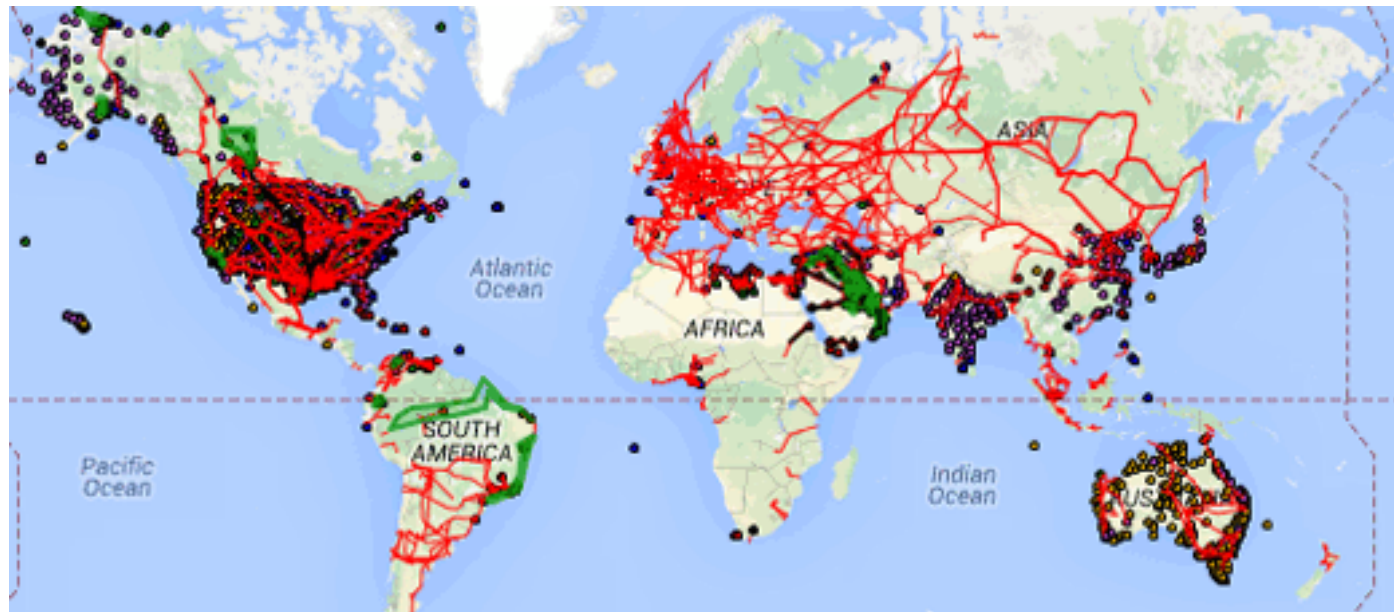 ASIA
Atlantic
Ocean
AFRICA
SOUTH
AMERICA
Pacific
Ocean
Indian
Ocean